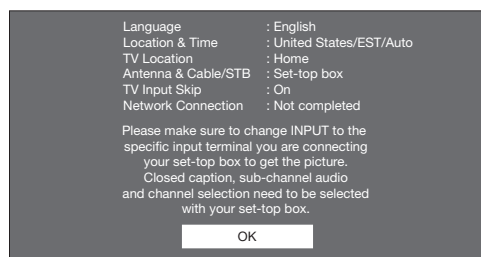 Language : English
Location & Time : United States/EST/Auto
TV Location : Home
Antenna & Cable/STB : Set-top box
TV Input Skip : On
Network Connection : Not completed
Please make sure to change INPUT to the
specific input terminal you are connecting
your set-top box to get the picture.
Closed caption, sub-channel audio
and channel selection need to be selected
with your set-top box.
OK